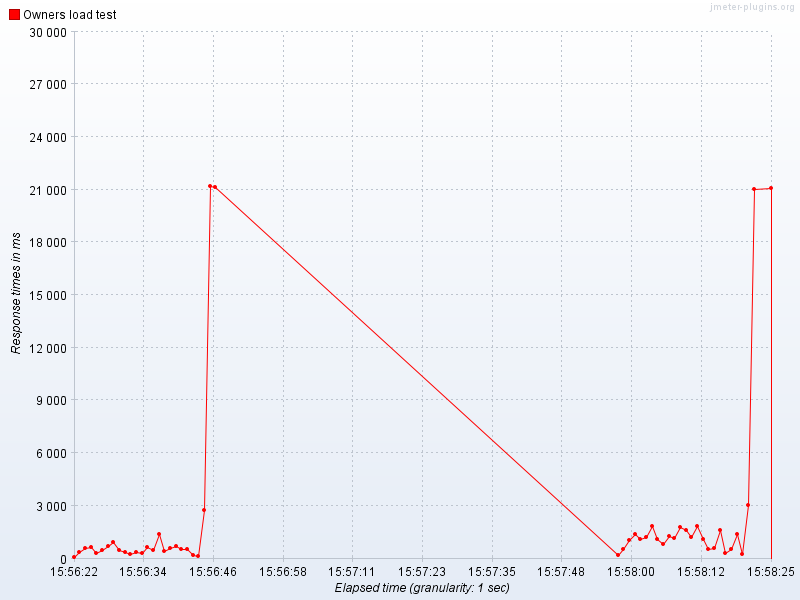 jmeter-plugins.org
Owners load test
30 000
27 000
24 000
21 000
18 000
15 000
12 000
9 000
6 000
3 000
0
Response times in ms
15:56:22 15:56:34 15:56:46 15:56:58 15:57:11 15:57:23 15:57:35 15:57:48 15:58:00 15:58:12 15:58:25
Elapsed time (granularity: 1 sec)